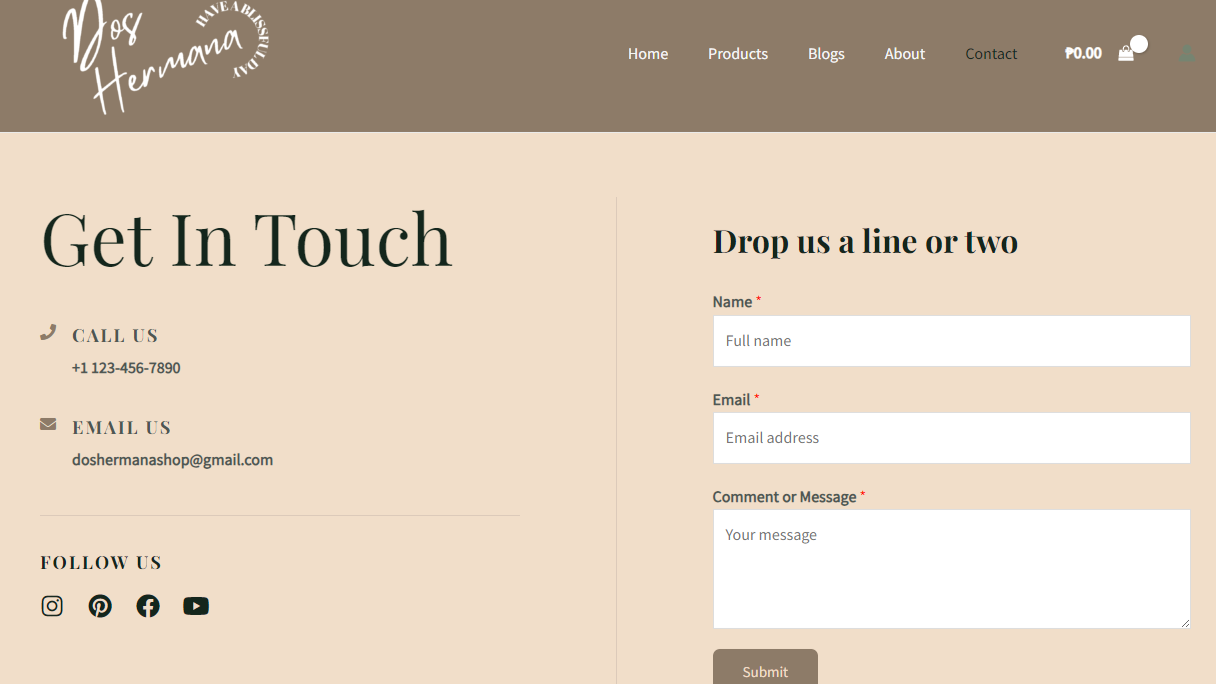 Dos
Hermana
HAVE A BLISSFUL DAY
Home
Products
Blogs
About
Contact
₱0.00
Get In Touch
CALL US
+1 123-456-7890
EMAIL US
doshermanashop@gmail.com
FOLLOW US
Drop us a line or two
Name *
Full name
Email *
Email address
Comment or Message *
Your message
Submit